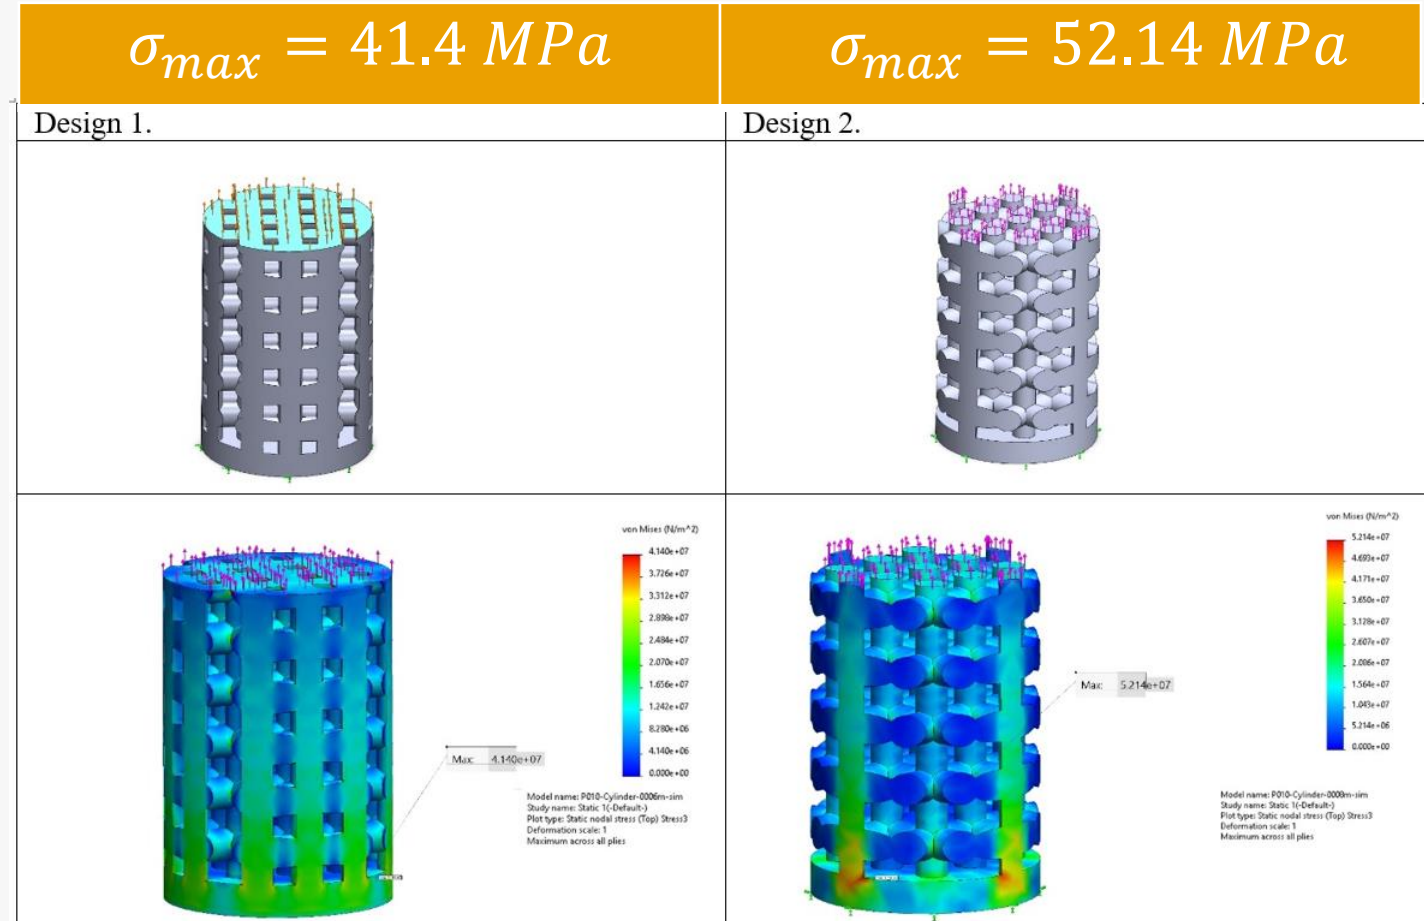 σ_max = 41.4 MPa
σ_max = 52.14 MPa
Design 1.
Design 2.
von Mises (N/m^2)
4.140e+07
3.726e+07
3.312e+07
2.898e+07
2.484e+07
2.070e+07
1.656e+07
1.242e+07
8.280e+06
4.140e+06
0.000e+00
Max: 4.140e+07
Model name: P010-Cylinder-0006m-sim
Study name: Static 1(-Default-)
Plot type: Static nodal stress (Top) Stress3
Deformation scale: 1
Maximum across all plies
von Mises (N/m^2)
5.214e+07
4.693e+07
4.171e+07
3.650e+07
3.128e+07
2.607e+07
2.086e+07
1.564e+07
1.043e+07
5.214e+06
0.000e+00
Max: 5.214e+07
Model name: P010-Cylinder-0008m-sim
Study name: Static 1(-Default-)
Plot type: Static nodal stress (Top) Stress3
Deformation scale: 1
Maximum across all plies